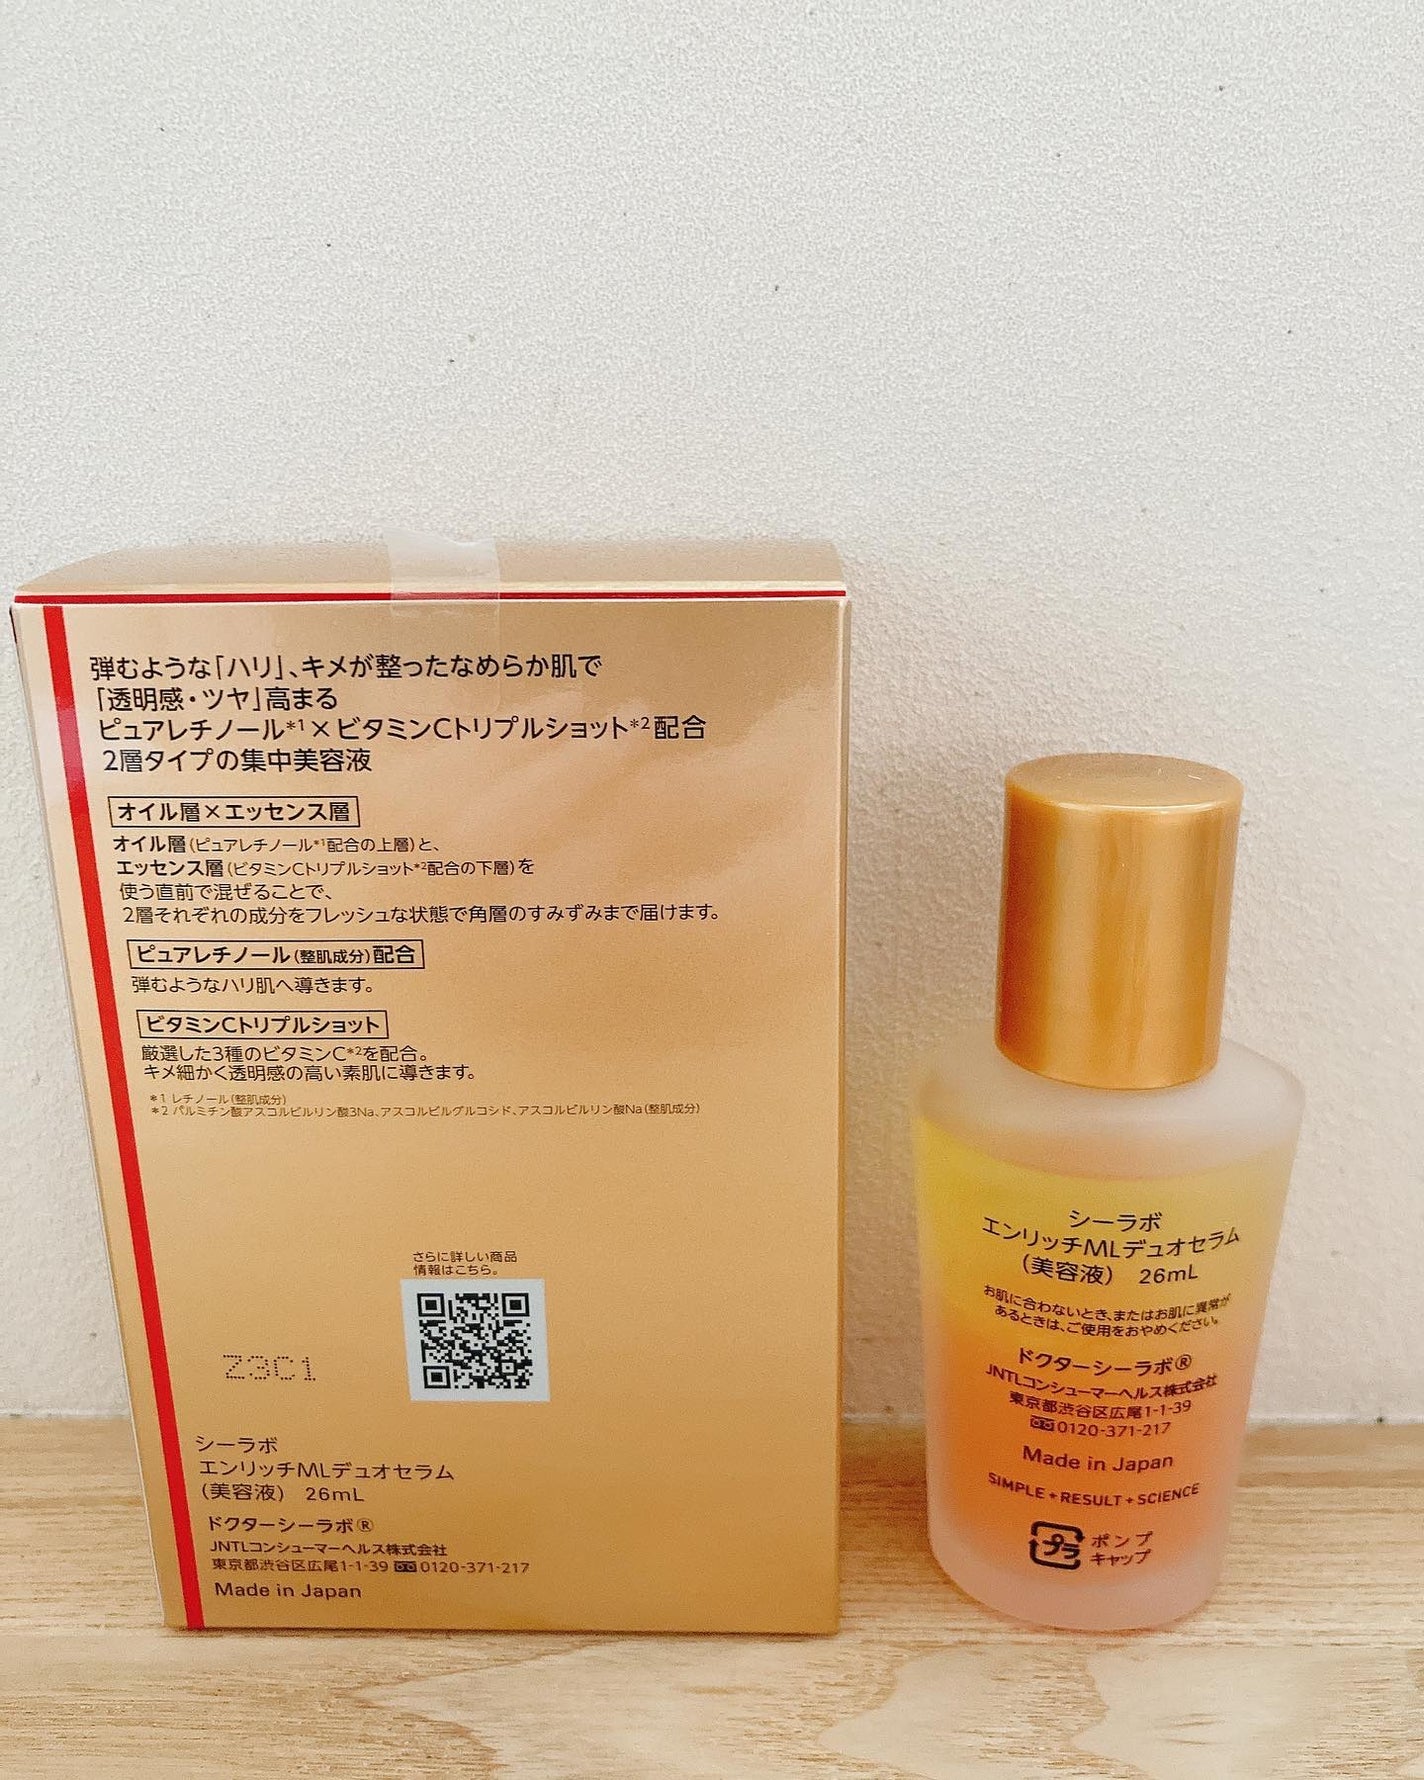 弾むような「ハリ」、キメが整ったなめらか肌で
「透明感・ツヤ」高まる
ピュアレチノール*1×ビタミンCトリプルショット*2配合
2層タイプの集中美容液
オイル層×エッセンス層
オイル層(ピュアレチノール*1配合の上層)と、
エッセンス層(ビタミンCトリプルショット*2配合の下層)を
使う直前で混ぜることで、
2層それぞれの成分をフレッシュな状態で角層のすみずみまで届けます。
ピュアレチノール(整肌成分)配合
弾むようなハリ肌へ導きます。
ビタミンCトリプルショット
厳選した3種のビタミンC*2を配合。
キメ細かく透明感の高い素肌に導きます。
*1 レチノール(整肌成分)
*2 パルミチン酸アスコルビルリン酸3Na、アスコルビルグルコシド、アスコルビルリン酸Na(整肌成分)
さらに詳しい商品
情報はこちら。
Z3C1
シーラボ
エンリッチMLデュオセラム
(美容液) 26mL
ドクターシーラボ®
JNTLコンシューマーヘルス株式会社
東京都渋谷区広尾1-1-39 0120-371-217
Made in Japan
シーラボ
エンリッチMLデュオセラム
(美容液) 26mL
お肌に合わないとき、またはお肌に異常が
あるときは、ご使用をおやめください。
ドクターシーラボ®
JNTLコンシューマーヘルス株式会社
東京都渋谷区広尾1-1-39
0120-371-217
Made in Japan
SIMPLE+RESULT+SCIENCE
プラ ポンプ
キャップ